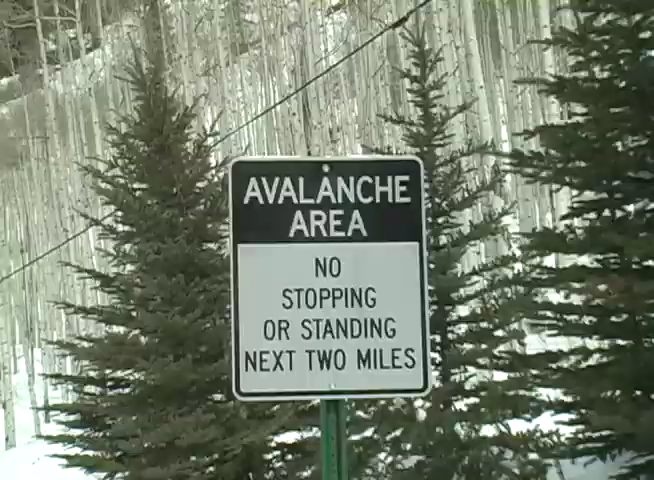 AVALANCHE
AREA
NO
STOPPING
OR STANDING
NEXT TWO MILES